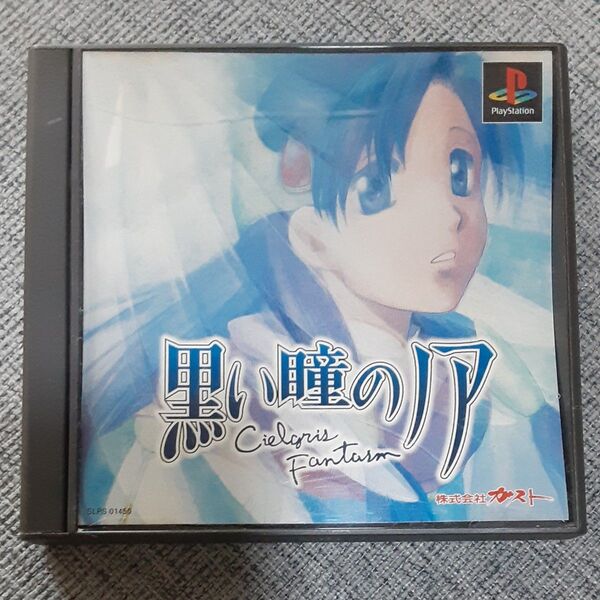 PlayStation
黒い瞳のノア
Cielgris
Fantasm
株式会社 ガスト
SLPS 01450